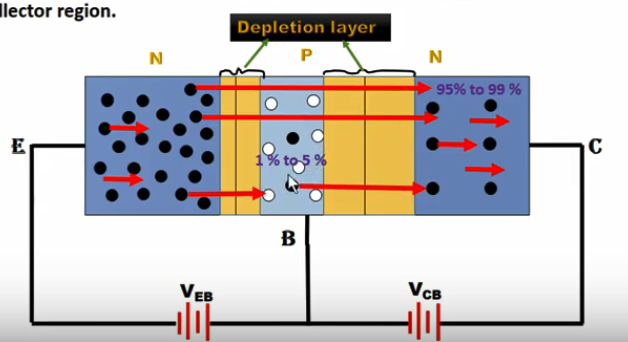 llector region.
Depletion layer
N
P
N
95% to 99 %
E
1 % to 5 %
C
B
VEB
VCB